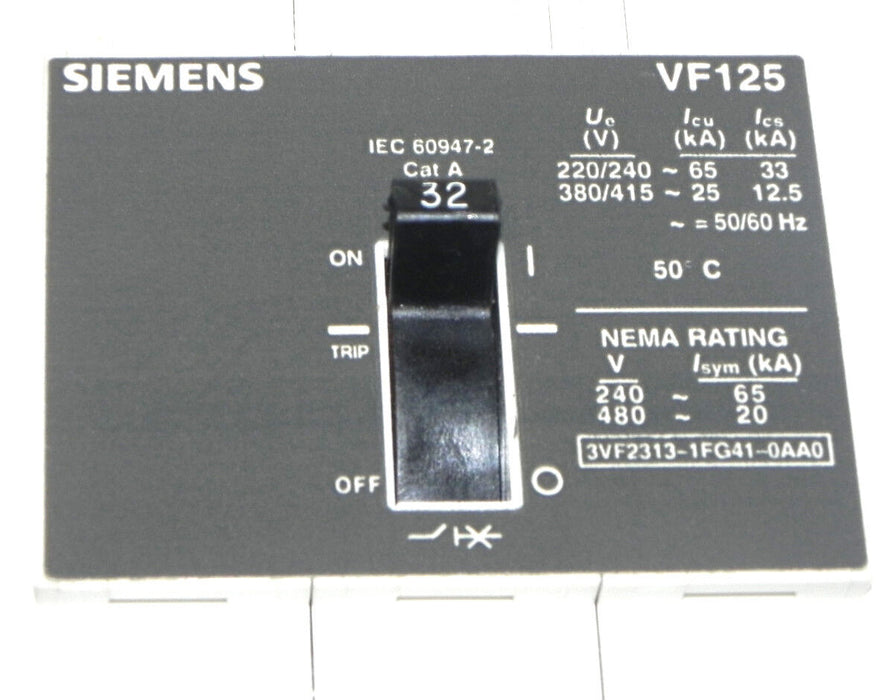 SIEMENS
VF125
IEC 60947-2
Cat A
32
ON
TRIP
OFF
Ue Icu Ics
(V) (kA) (kA)
220/240 ~ 65 33
380/415 ~ 25 12.5
~ = 50/60 Hz
50° C
NEMA RATING
V Isym (kA)
240 ~ 65
480 ~ 20
3VF2313-1FG41-0AA0